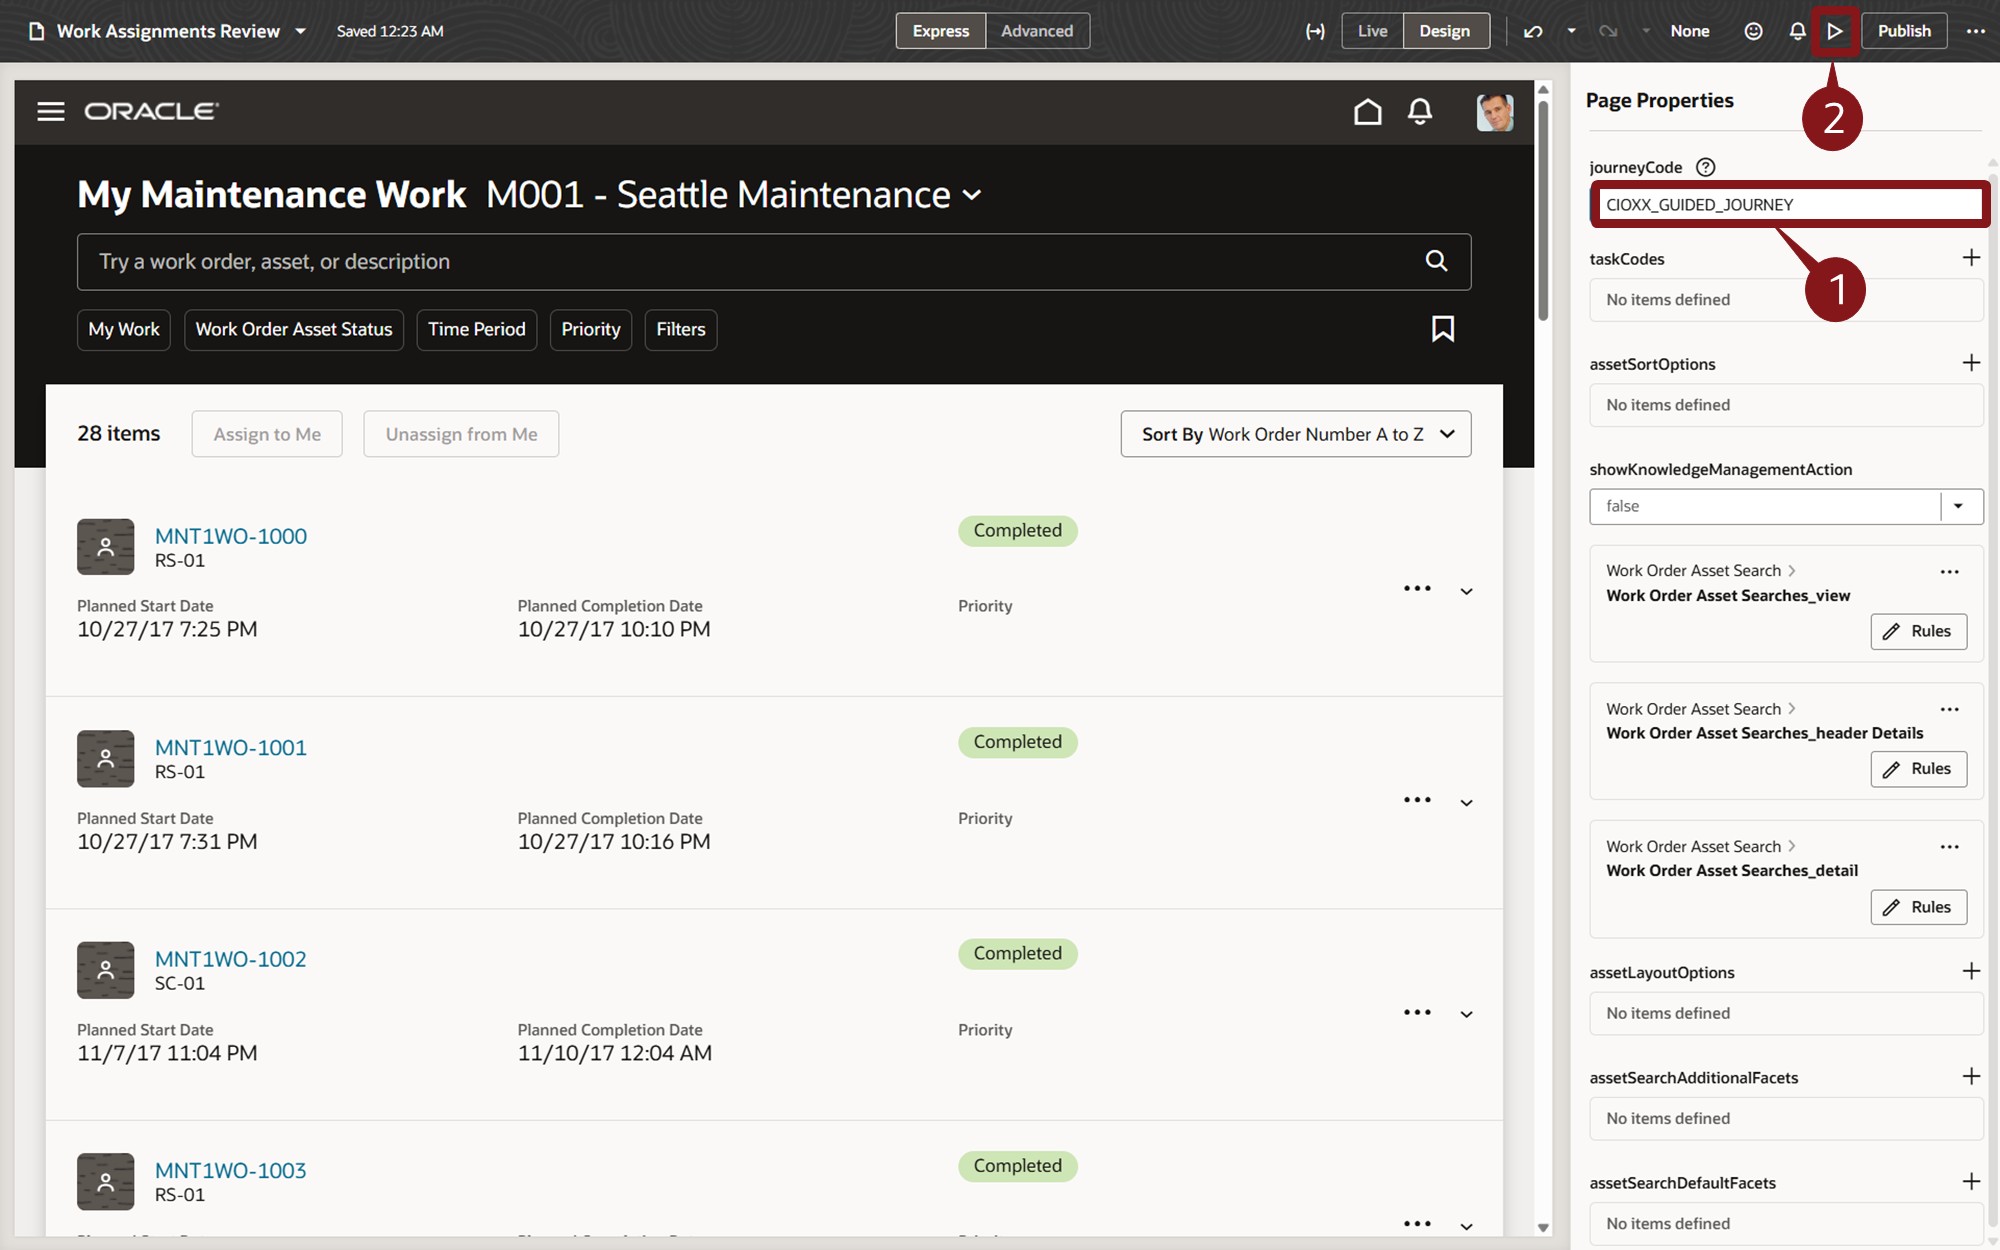 Work Assignments Review
Saved 12:23 AM
Express
Advanced
Live
Design
None
Publish
ORACLE
My Maintenance Work M001 - Seattle Maintenance
Try a work order, asset, or description
My Work
Work Order Asset Status
Time Period
Priority
Filters
28 items
Assign to Me
Unassign from Me
Sort By Work Order Number A to Z
MNT1WO-1000
RS-01
Completed
Planned Start Date
10/27/17 7:25 PM
Planned Completion Date
10/27/17 10:10 PM
Priority
MNT1WO-1001
RS-01
Completed
Planned Start Date
10/27/17 7:31 PM
Planned Completion Date
10/27/17 10:16 PM
Priority
MNT1WO-1002
SC-01
Completed
Planned Start Date
11/7/17 11:04 PM
Planned Completion Date
11/10/17 12:04 AM
Priority
MNT1WO-1003
RS-01
Completed
Page Properties
2
journeyCode
CIOXX_GUIDED_JOURNEY
1
taskCodes
No items defined
assetSortOptions
No items defined
showKnowledgeManagementAction
false
Work Order Asset Search
Work Order Asset Searches_view
Rules
Work Order Asset Search
Work Order Asset Searches_header Details
Rules
Work Order Asset Search
Work Order Asset Searches_detail
Rules
assetLayoutOptions
No items defined
assetSearchAdditionalFacets
No items defined
assetSearchDefaultFacets
No items defined